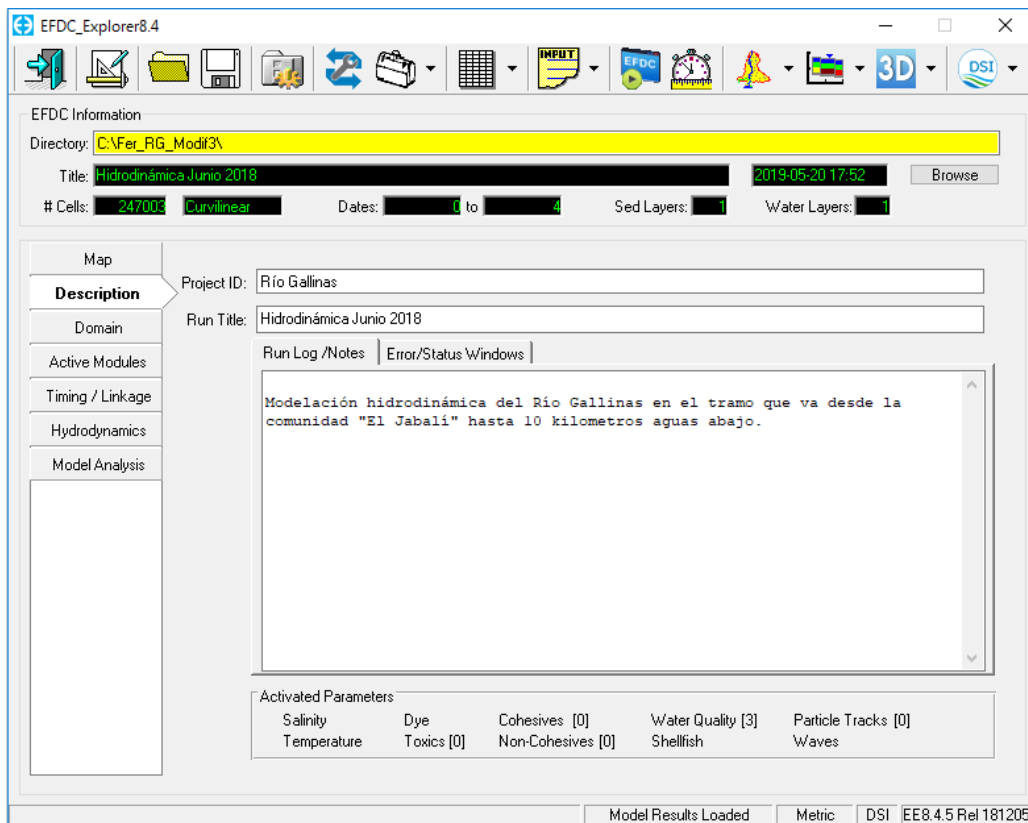 EFDC_Explorer8.4
INPUT EFDC 3D DSI
EFDC Information
Directory: C:\Fer_RG_Modif3\
Title: Hidrodinámica Junio 2018 2019-05-20 17:52 Browse
# Cells: 247003 Curvilinear Dates: 0 to 4 Sed Layers: 1 Water Layers: 1
Map
Description
Domain
Active Modules
Timing / Linkage
Hydrodynamics
Model Analysis
Project ID: Río Gallinas
Run Title: Hidrodinámica Junio 2018
Run Log /Notes Error/Status Windows
Modelación hidrodinámica del Río Gallinas en el tramo que va desde la
comunidad "El Jabalí" hasta 10 kilometros aguas abajo.
Activated Parameters
Salinity Dye Cohesives [0] Water Quality [3] Particle Tracks [0]
Temperature Toxics [0] Non-Cohesives [0] Shellfish Waves
Model Results Loaded Metric DSI EE8.4.5 Rel 181205